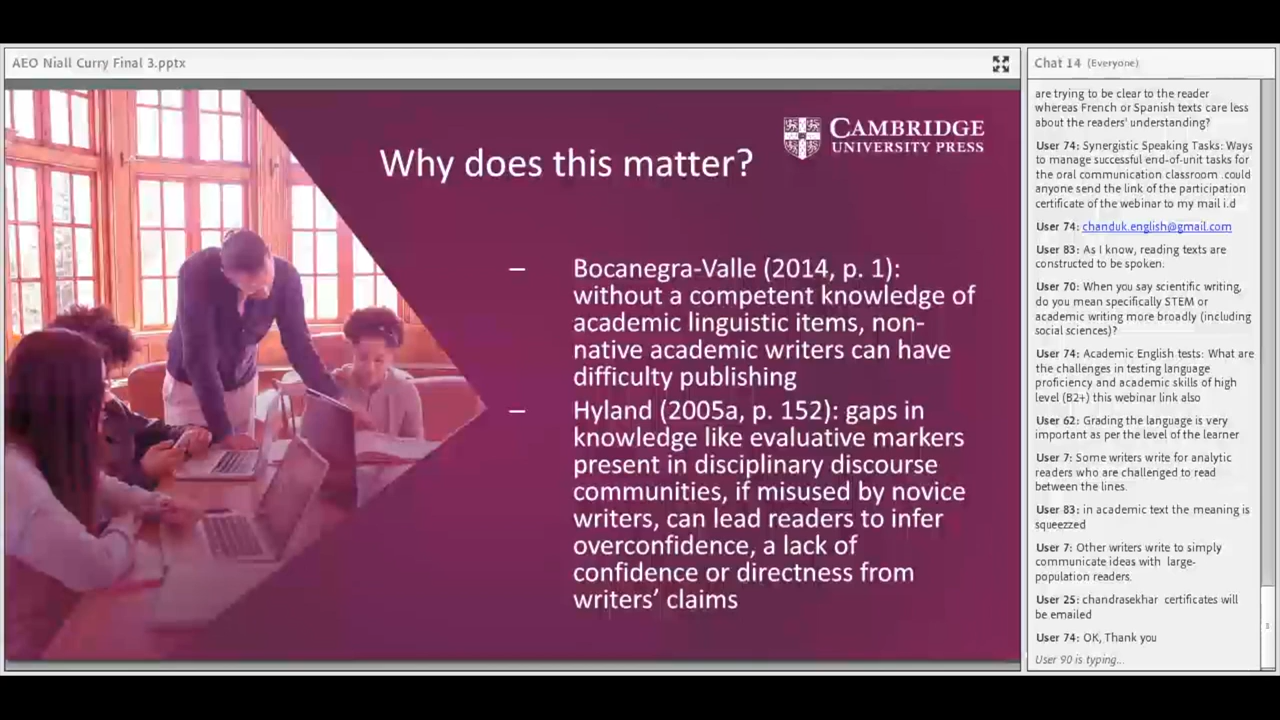 AEO Niall Curry Final 3.pptx
CAMBRIDGE
UNIVERSITY PRESS
Why does this matter?
– Bocanegra-Valle (2014, p. 1):
without a competent knowledge of
academic linguistic items, non-
native academic writers can have
difficulty publishing
– Hyland (2005a, p. 152): gaps in
knowledge like evaluative markers
present in disciplinary discourse
communities, if misused by novice
writers, can lead readers to infer
overconfidence, a lack of
confidence or directness from
writers’ claims
Chat 14 (Everyone)
are trying to be clear to the reader
whereas French or Spanish texts care less
about the readers' understanding?
User 74: Synergistic Speaking Tasks: Ways
to manage successful end-of-unit tasks for
the oral communication classroom .could
anyone send the link of the participation
certificate of the webinar to my mail i.d
User 74: chanduk.english@gmail.com
User 83: As I know, reading texts are
constructed to be spoken.
User 70: When you say scientific writing,
do you mean specifically STEM or
academic writing more broadly (including
social sciences)?
User 74: Academic English tests: What are
the challenges in testing language
proficiency and academic skills of high
level (B2+) this webinar link also
User 62: Grading the language is very
important as per the level of the learner
User 7: Some writers write for analytic
readers who are challenged to read
between the lines.
User 83: in academic text the meaning is
squeezzed
User 7: Other writers write to simply
communicate ideas with large-
population readers.
User 25: chandrasekhar certificates will
be emailed
User 74: OK, Thank you
User 90 is typing...